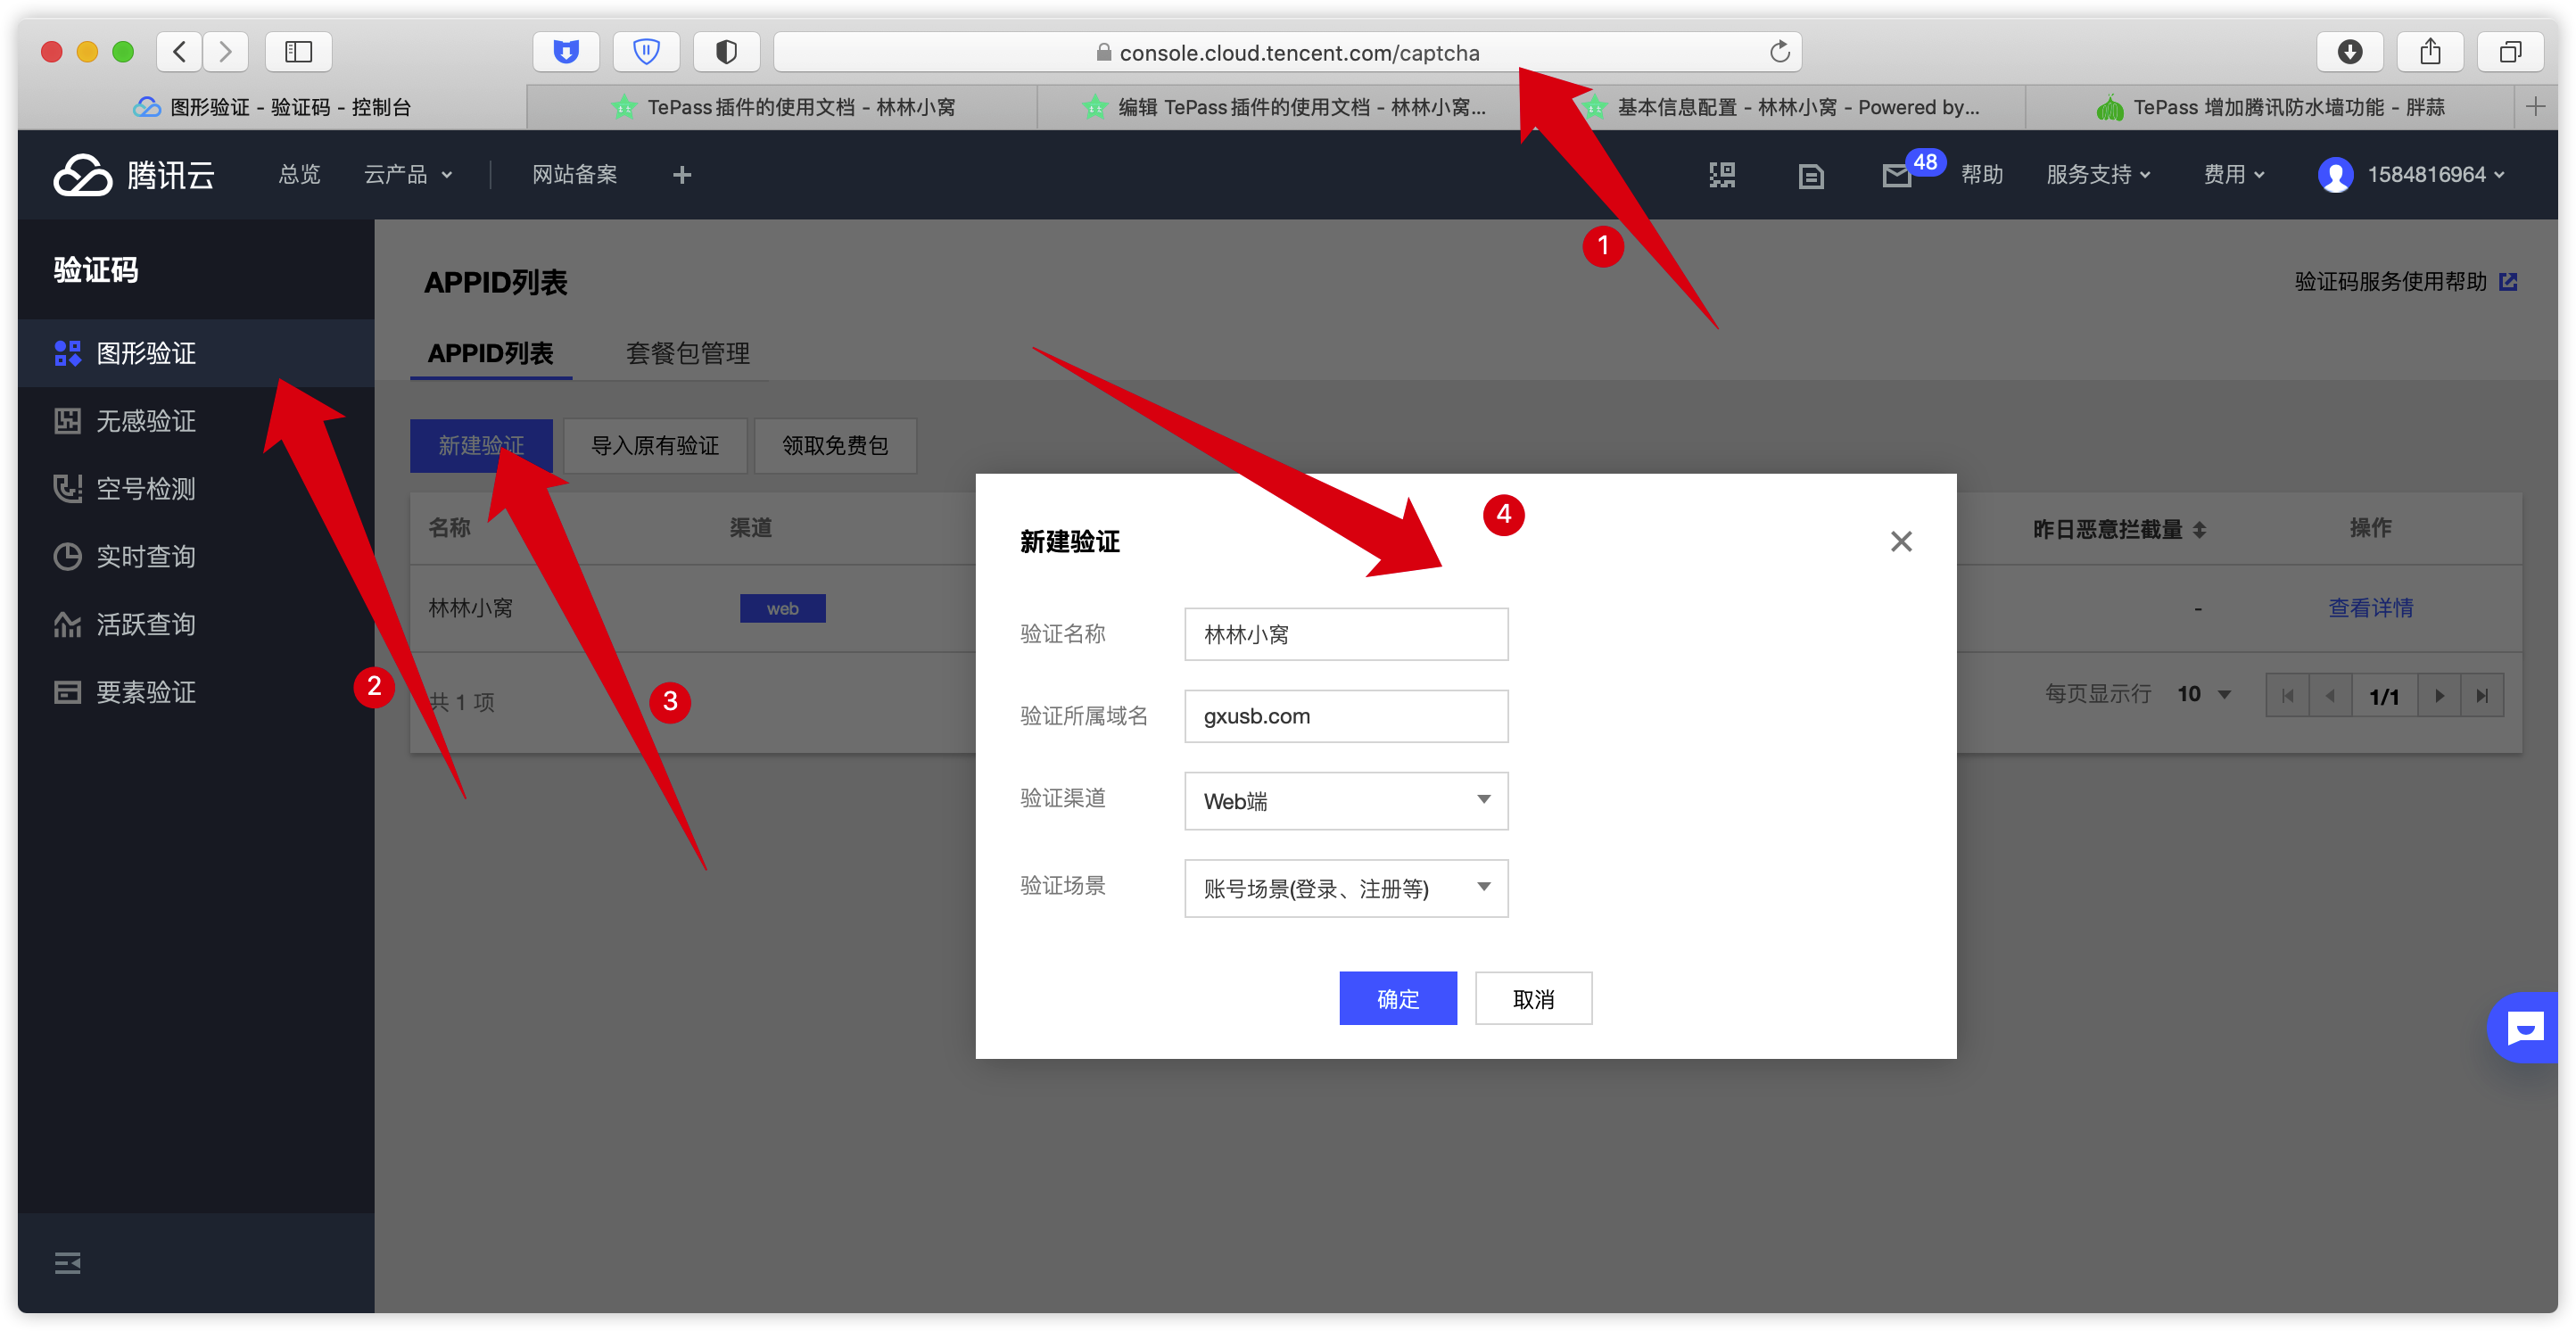 console.cloud.tencent.com/captcha
图形验证 - 验证码 - 控制台
TePass插件的使用文档 - 林林小窝
编辑 TePass插件的使用文档 - 林林小窝...
基本信息配置 - 林林小窝 - Powered by...
TePass 增加腾讯防水墙功能 - 胖蒜
腾讯云
总览
云产品
网站备案
48
帮助
服务支持
费用
1584816964
验证码
图形验证
无感验证
空号检测
实时查询
活跃查询
要素验证
APPID列表
验证码服务使用帮助
1
APPID列表
套餐包管理
新建验证
导入原有验证
领取免费包
名称
渠道
昨日恶意拦截量
操作
林林小窝
web
-
查看详情
共 1 项
每页显示行
10
1/1
2
3
4
新建验证
验证名称
林林小窝
验证所属域名
gxusb.com
验证渠道
Web端
验证场景
账号场景(登录、注册等)
确定
取消